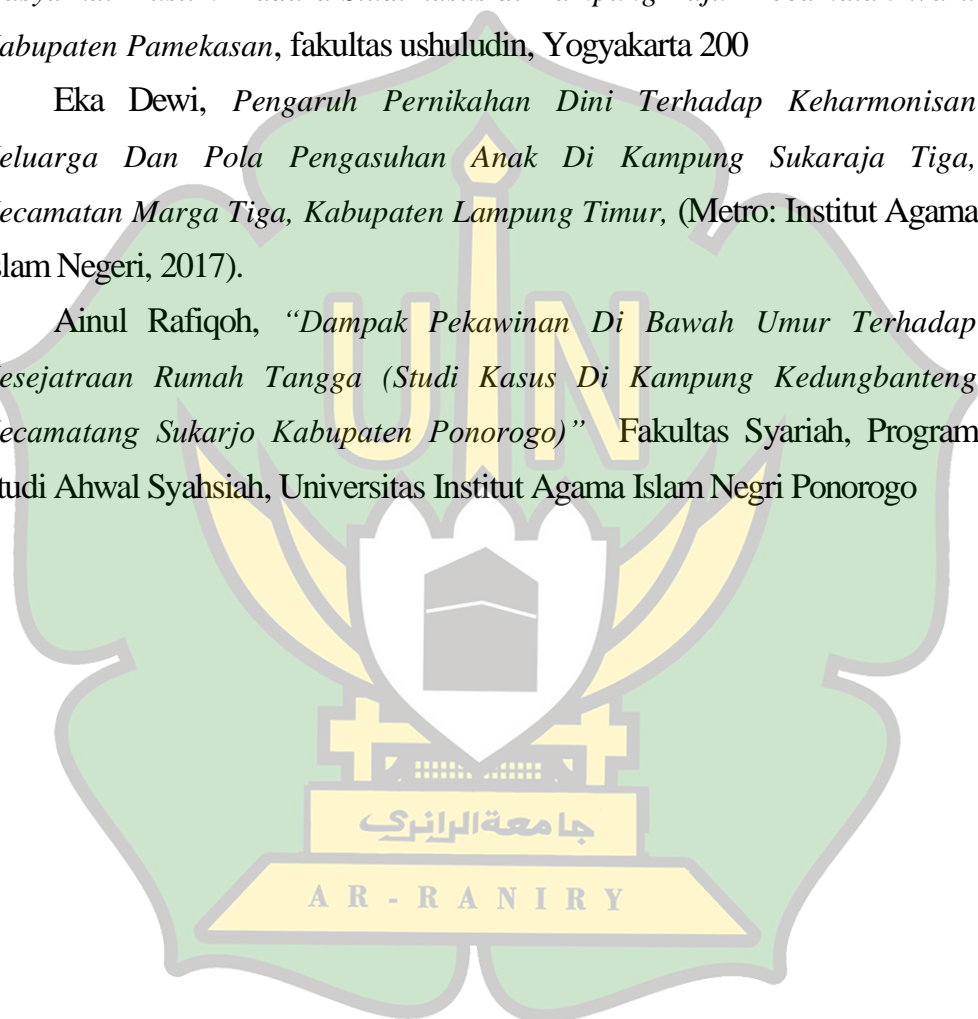 Kabupaten Pamekasan, fakultas ushuludin, Yogyakarta 200
Eka Dewi, Pengaruh Pernikahan Dini Terhadap Keharmonisan
Keluarga Dan Pola Pengasuhan Anak Di Kampung Sukaraja Tiga,
Kecamatan Marga Tiga, Kabupaten Lampung Timur, (Metro: Institut Agama
Islam Negeri, 2017).
Ainul Rafiqoh, “Dampak Pekawinan Di Bawah Umur Terhadap
Kesejatraan Rumah Tangga (Studi Kasus Di Kampung Kedungbanteng
Kecamatang Sukarjo Kabupaten Ponorogo)” Fakultas Syariah, Program
Studi Ahwal Syahsiah, Universitas Institut Agama Islam Negri Ponorogo
UIN
جامعةالرانري
AR-RANIRY